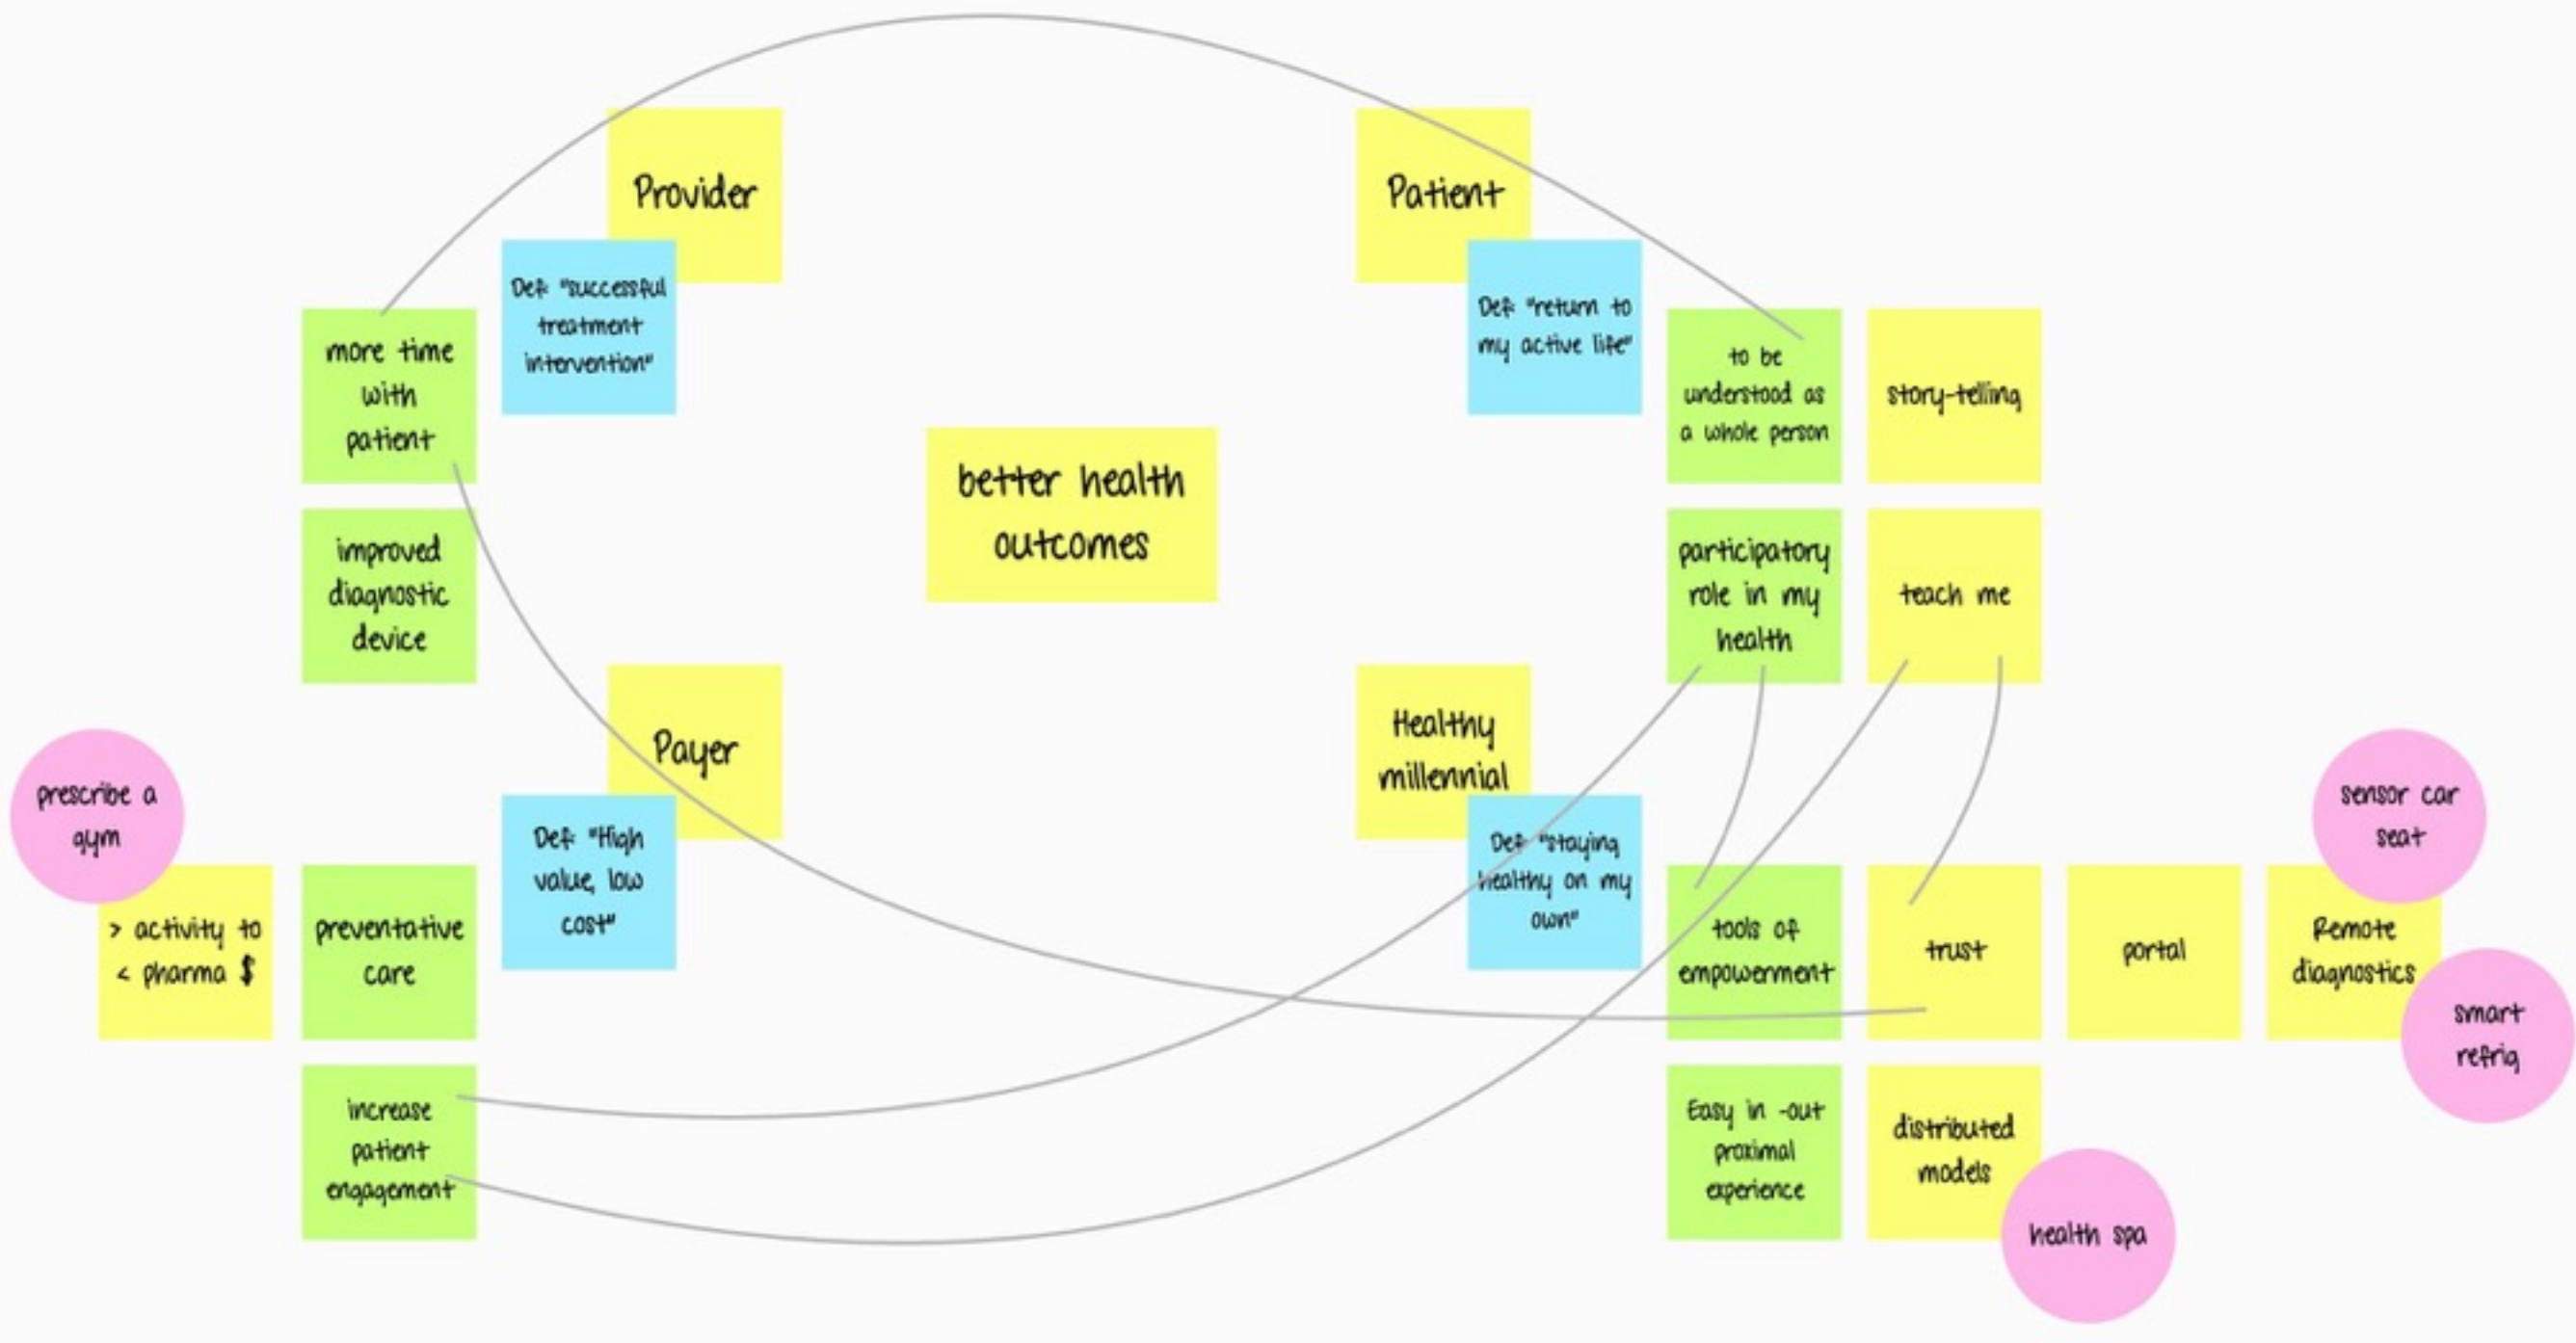 Provider
Def: "successful
treatment
intervention"
more time
with
patient
improved
diagnostic
device
Patient
Def: "return to
my active life"
to be
understood as
a whole person
story-telling
participatory
role in my
health
teach me
better health
outcomes
Payer
Def: "High
value, low
cost"
prescribe a
gym
> activity to
< pharma $
preventative
care
increase
patient
engagement
Healthy
millennial
Def: "staying
healthy on my
own"
tools of
empowerment
trust
portal
Remote
diagnostics
sensor car
seat
smart
refrig
Easy in -out
proximal
experience
distributed
models
health spa